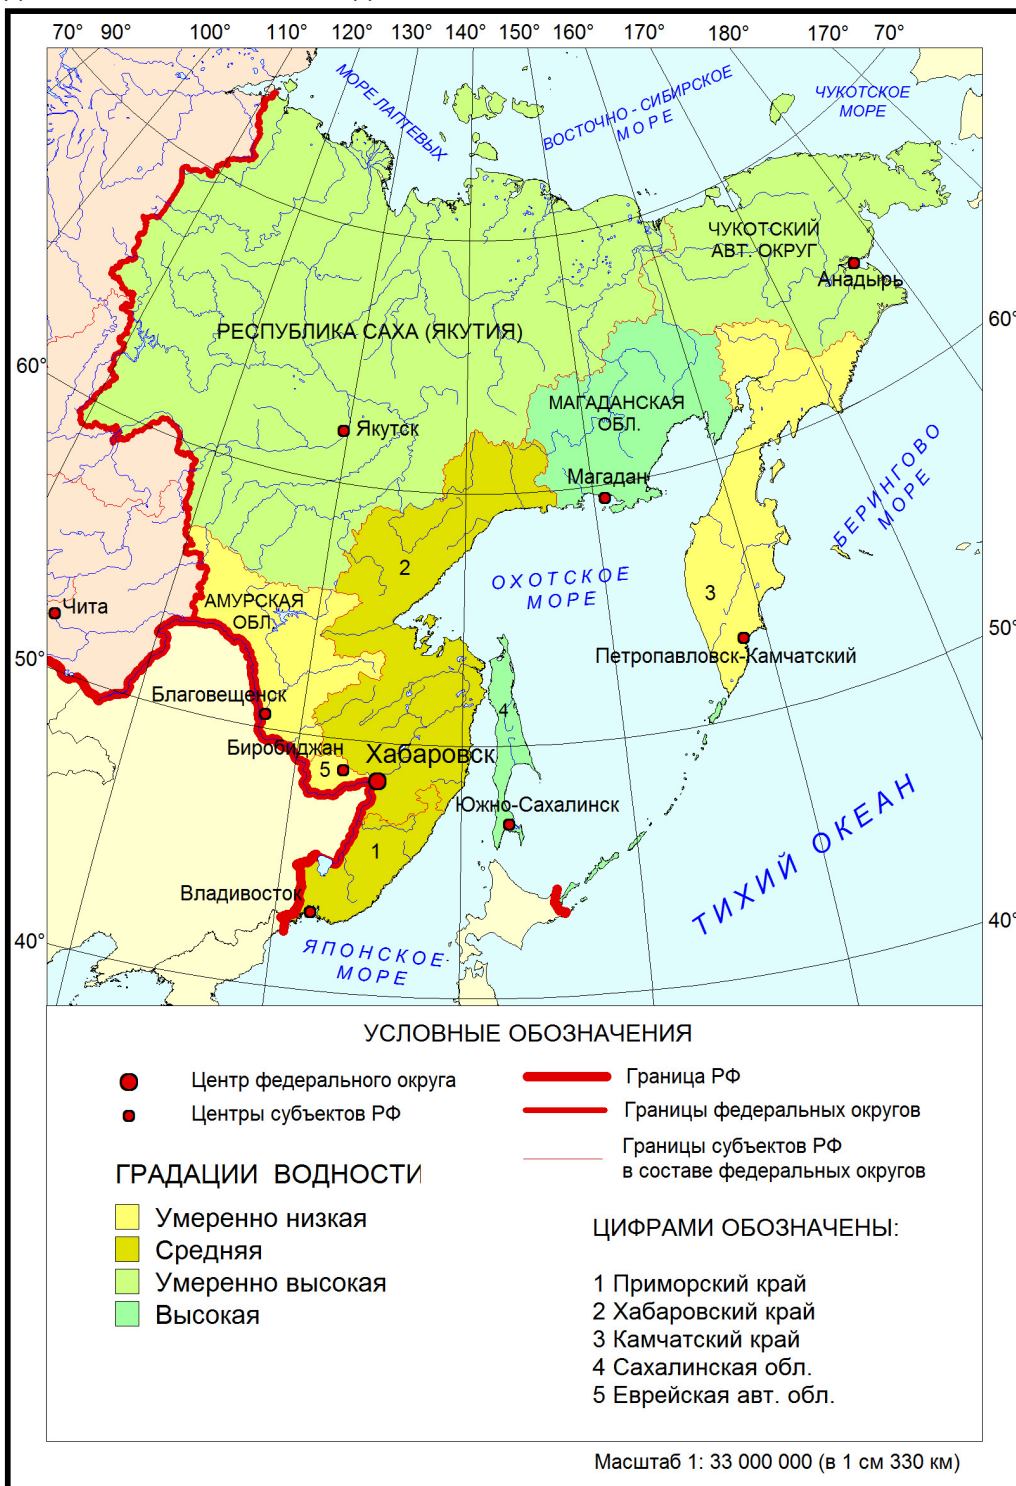 70° 90° 100° 110° 120° 130° 140° 150° 160° 170° 180° 170° 70°
МОРЕ ЛАПТЕВЫХ
ВОСТОЧНО - СИБИРСКОЕ
МОРЕ
ЧУКОТСКОЕ
МОРЕ
ЧУКОТСКИЙ
АВТ. ОКРУГ
Анадырь
60°
РЕСПУБЛИКА САХА (ЯКУТИЯ)
60°
МАГАДАНСКАЯ
ОБЛ.
Якутск
Магадан
БЕРИНГОВО
МОРЕ
2
ОХОТСКОЕ
МОРЕ
3
АМУРСКАЯ
ОБЛ.
Чита
50°
Петропавловск-Камчатский
50°
Благовещенск
4
Биробиджан
5
Хабаровск
Южно-Сахалинск
ТИХИЙ ОКЕАН
1
Владивосток
40°
40°
ЯПОНСКОЕ
МОРЕ
УСЛОВНЫЕ ОБОЗНАЧЕНИЯ
Центр федерального округа
Центры субъектов РФ
Граница РФ
Границы федеральных округов
Границы субъектов РФ
в составе федеральных округов
ГРАДАЦИИ ВОДНОСТИ
Умеренно низкая
Средняя
Умеренно высокая
Высокая
ЦИФРАМИ ОБОЗНАЧЕНЫ:
1 Приморский край
2 Хабаровский край
3 Камчатский край
4 Сахалинская обл.
5 Еврейская авт. обл.
Масштаб 1: 33 000 000 (в 1 см 330 км)